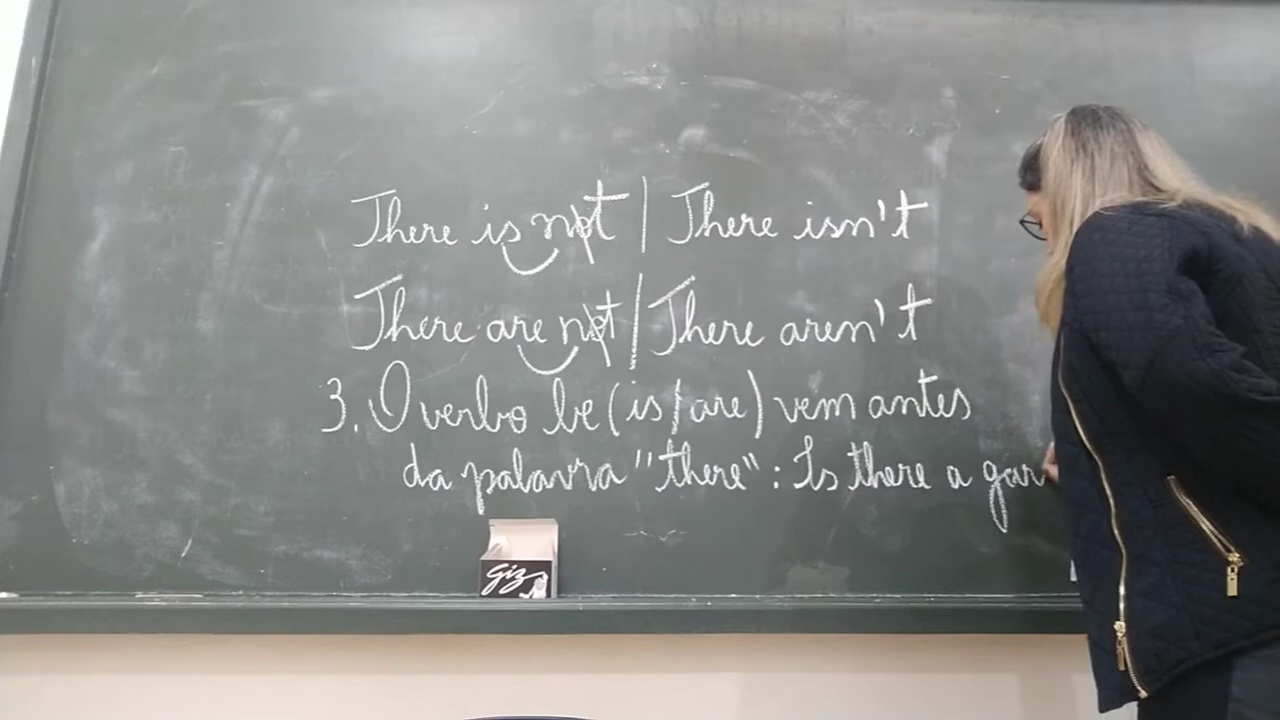 There is not | There isn't
There are not | There aren't
3. O verbo be (is/are) vem antes
da palavra "there": Is there a gar
giz